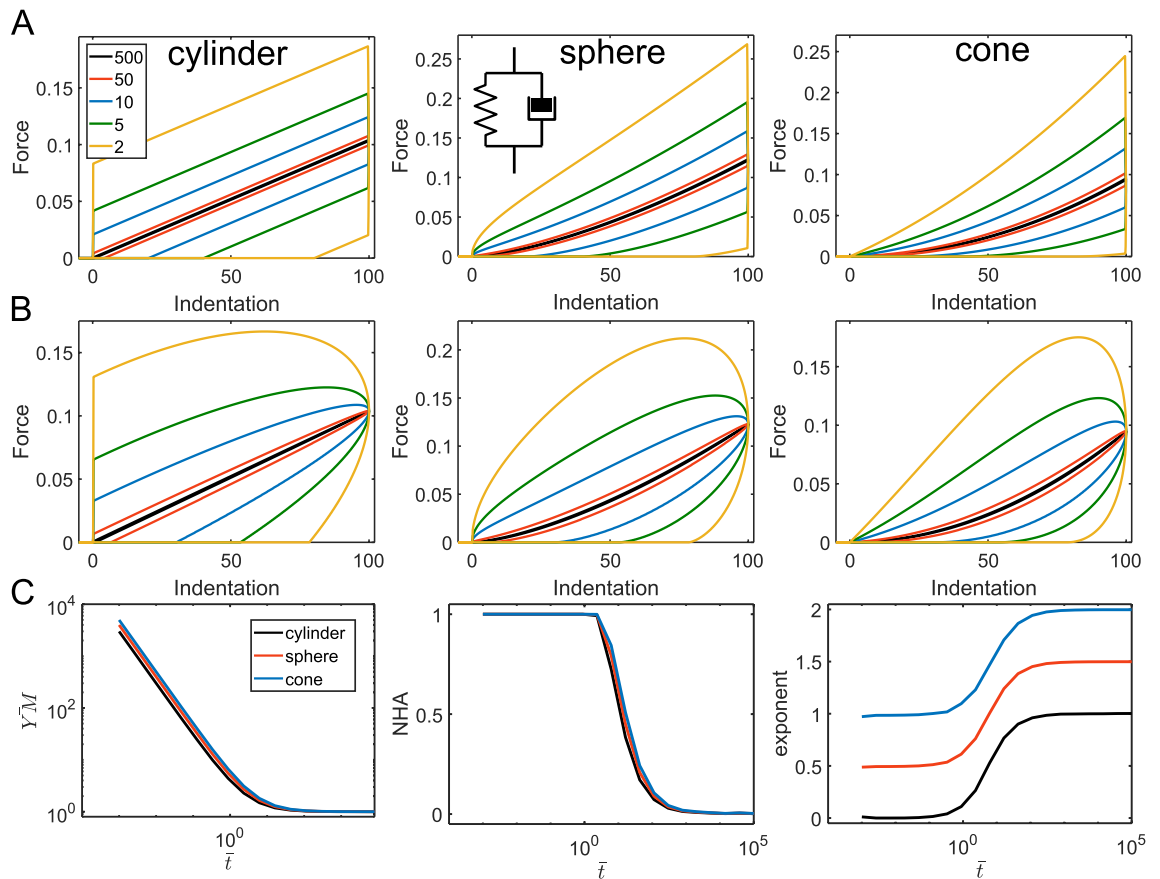 A
cylinder
sphere
cone
500
50
10
5
2
Force
0.15
0.1
0.05
0
0 50 100
Indentation
Force
0.25
0.2
0.15
0.1
0.05
0
0 50 100
Indentation
Force
0.25
0.2
0.15
0.1
0.05
0
0 50 100
Indentation
B
Force
0.15
0.1
0.05
0
0 50 100
Indentation
Force
0.2
0.15
0.1
0.05
0
0 50 100
Indentation
Force
0.2
0.15
0.1
0.05
0
0 50 100
Indentation
C
10^4
10^2
10^0
Y\bar{}M
cylinder
sphere
cone
10^0
t̄
NHA
1
0.5
0
10^0 10^5
t̄
exponent
2
1.5
1
0.5
0
10^0 10^5
t̄